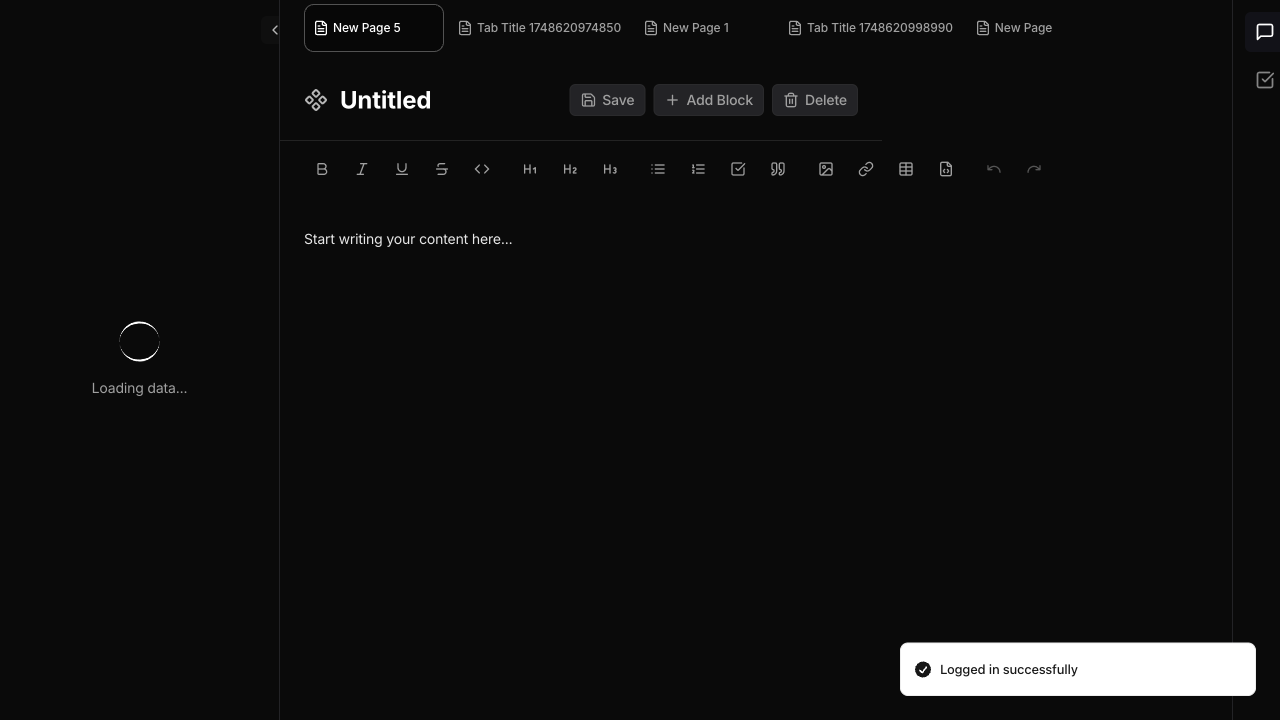 New Page 5
Tab Title 1748620974850
New Page 1
Tab Title 1748620998990
New Page
Untitled
Save
Add Block
Delete
B
I
U
S
H1
H2
H3
Start writing your content here...
Loading data...
Logged in successfully